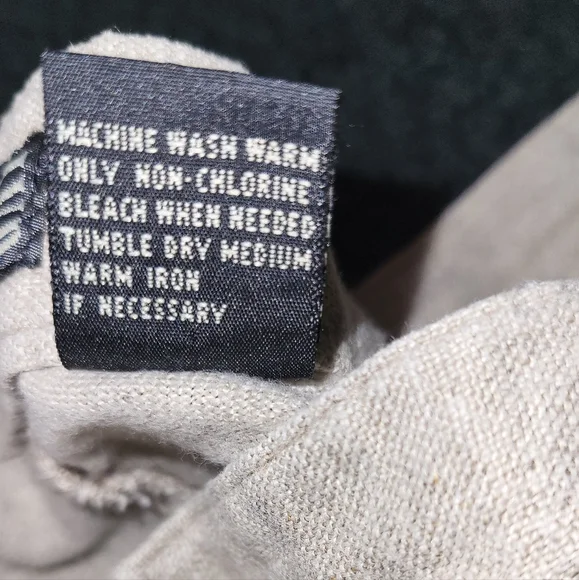 MACHINE WASH WARM
ONLY NON-CHLORINE
BLEACH WHEN NEEDED
TUMBLE DRY MEDIUM
WARM IRON
IF NECESSARY